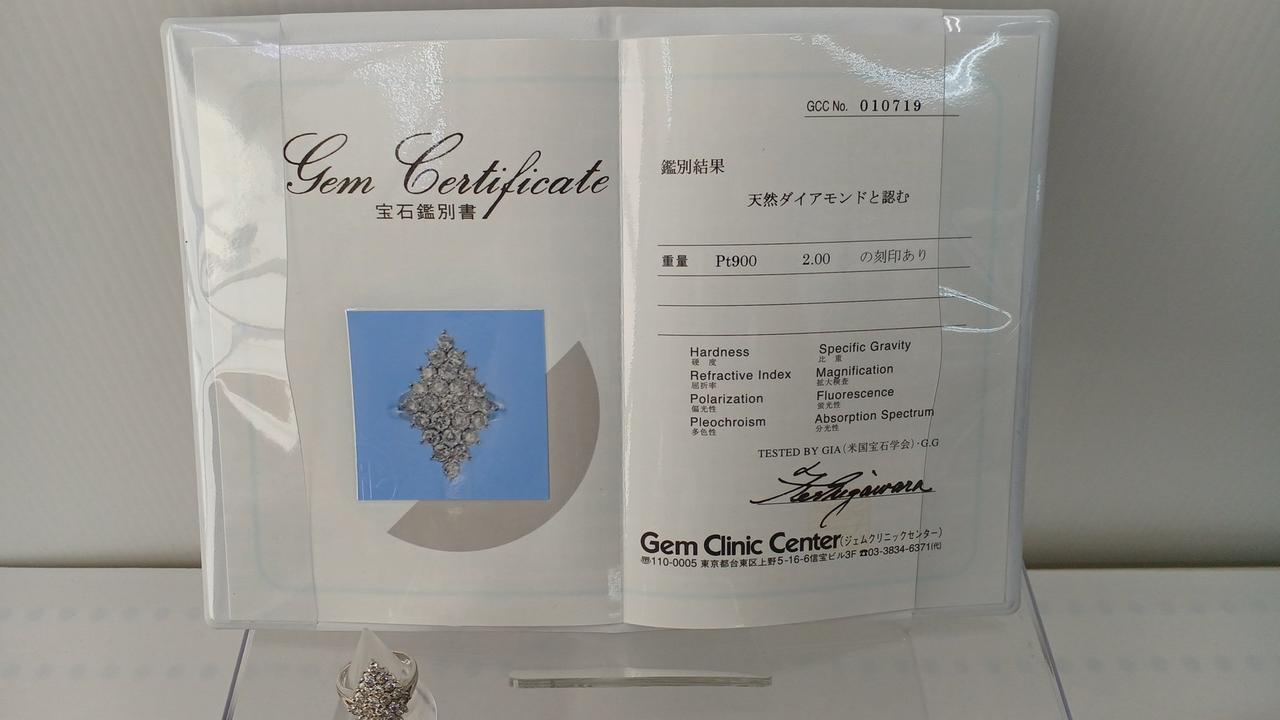 Gem Certificate
宝石鑑別書
GCC No. 010719
鑑別結果
天然ダイアモンドと認む
重量 Pt900 2.00 の刻印あり
Hardness
硬度
Specific Gravity
比重
Refractive Index
屈折率
Magnification
拡大検査
Polarization
偏光性
Fluorescence
蛍光性
Pleochroism
多色性
Absorption Spectrum
分光性
TESTED BY GIA(米国宝石学会)・G.G
Gem Clinic Center(ジェムクリニックセンター)
〒110-0005 東京都台東区上野5-16-6信宝ビル3F ☎03-3834-6371(代)